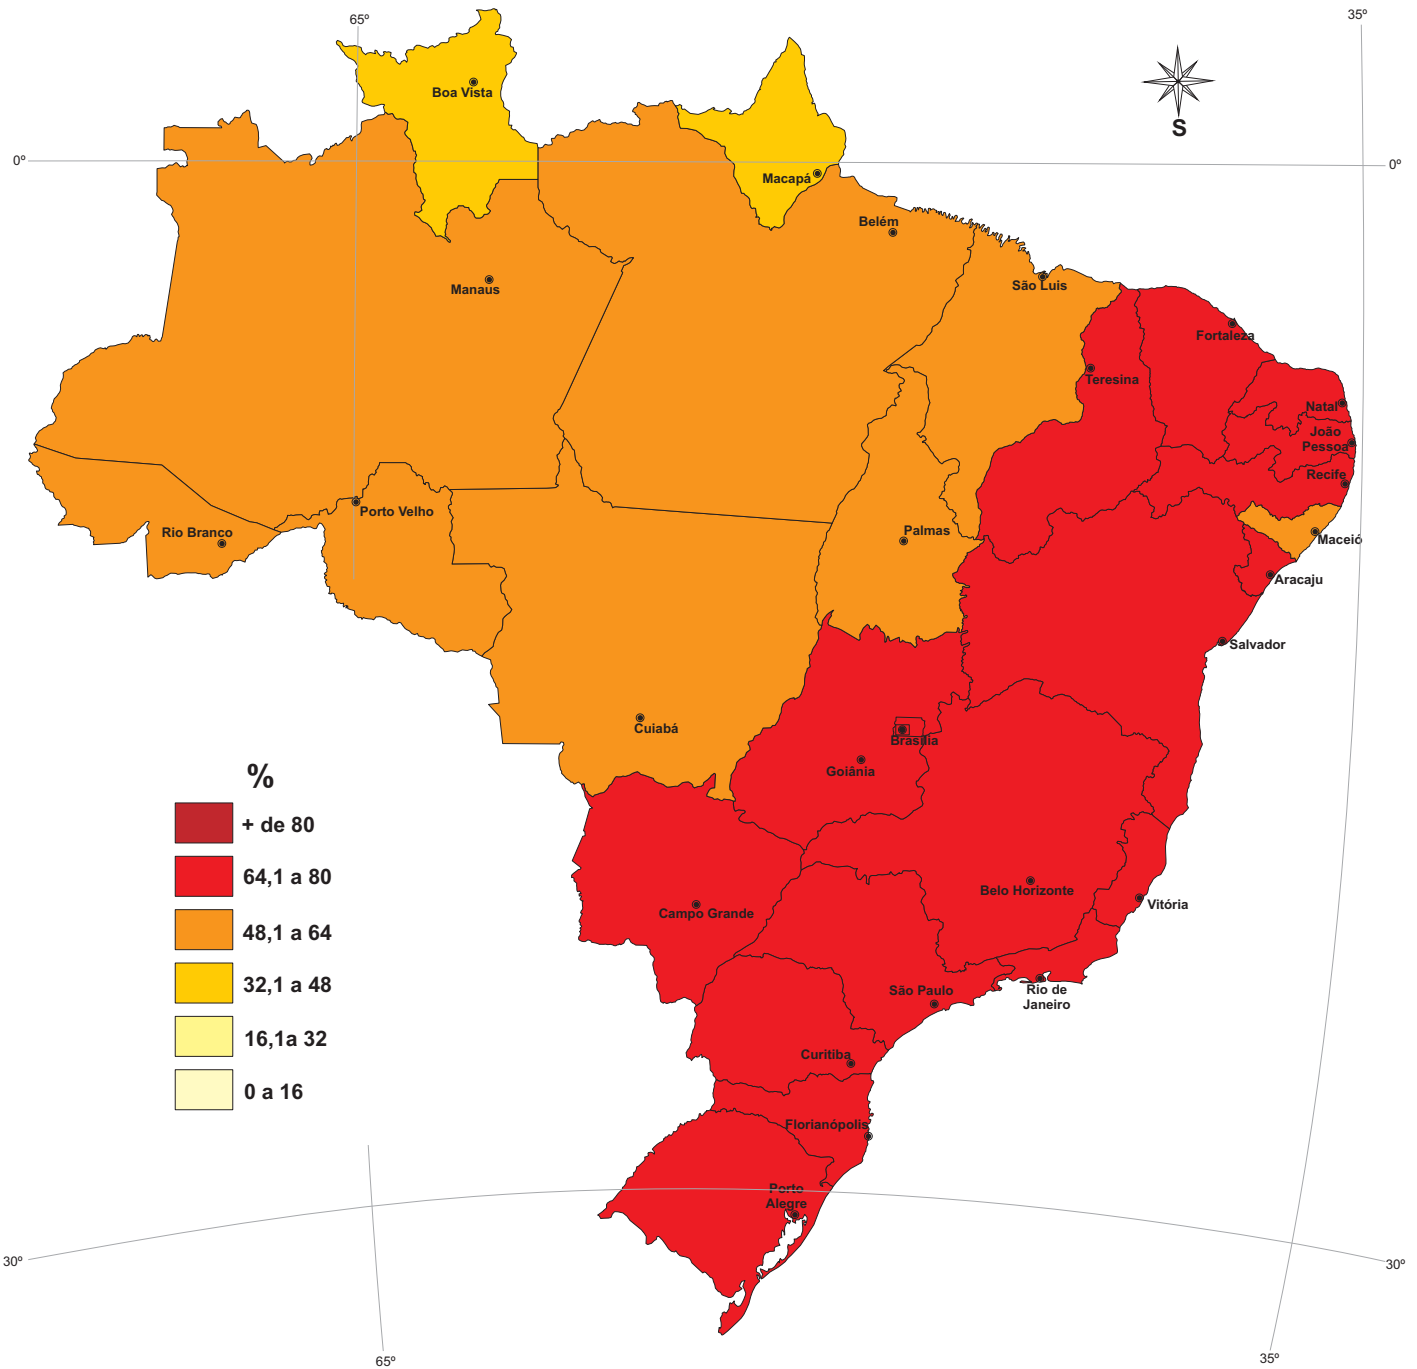 65º
35º
Boa Vista
S
0º
0º
Macapá
Belém
Manaus
São Luis
Fortaleza
Teresina
Natal
João
Pessoa
Recife
Porto Velho
Rio Branco
Palmas
Maceió
Aracaju
Salvador
Cuiabá
Brasília
Goiânia
%
+ de 80
64,1 a 80
48,1 a 64
32,1 a 48
16,1a 32
0 a 16
Belo Horizonte
Vitória
Campo Grande
São Paulo
Rio de
Janeiro
Curitiba
Florianópolis
Porto
Alegre
30º
30º
65º
35º